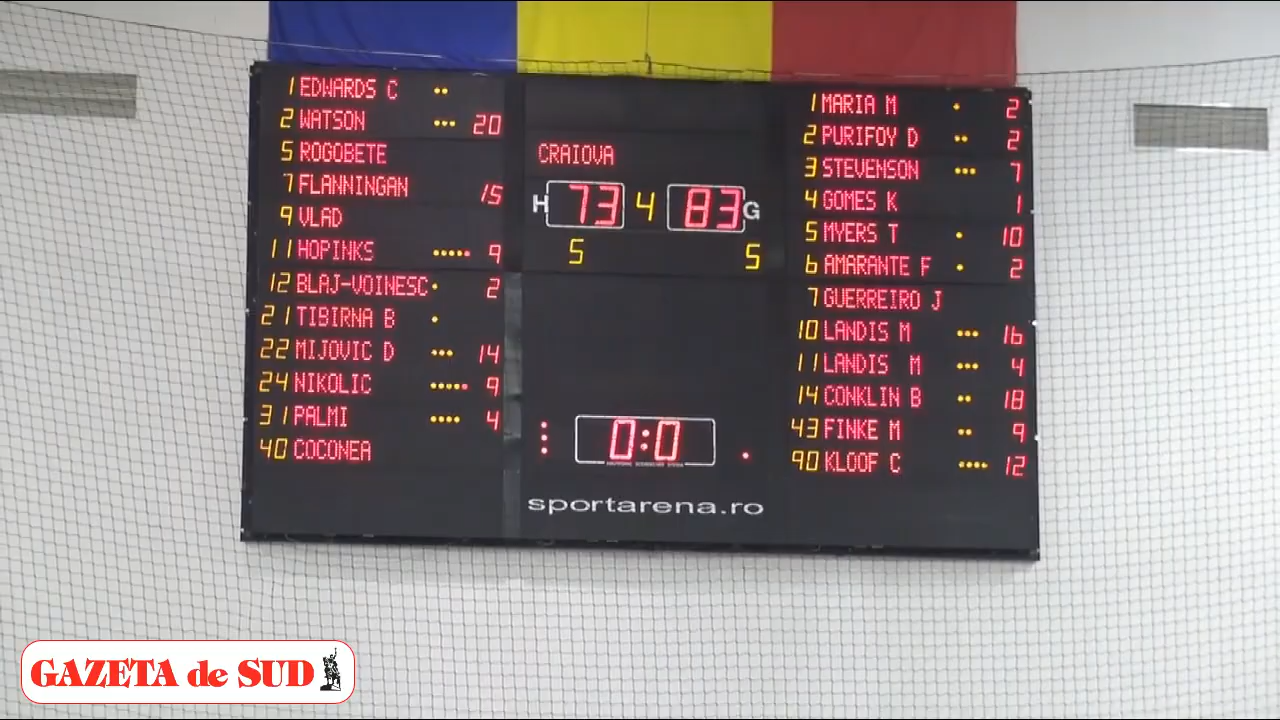 1 EDWARDS C
2 WATSON 20
5 ROGOBETE
7 FLANNINGAN 15
9 VLAD
11 HOPINKS 9
12 BLAJ-VOINESC 2
21 TIBIRNA B
22 MIJOVIC D 14
24 NIKOLIC 9
31 PALMI 4
40 COCONEA
CRAIOVA
H 73 4 83 G
5 5
0:0
sportarena.ro
1 MARIA M 2
2 PURIFOY D 2
3 STEVENSON 7
4 GOMES K 1
5 MYERS T 10
6 AMARANTE F 2
7 GUERREIRO J
10 LANDIS M 16
11 LANDIS M 4
14 CONKLIN B 18
43 FINKE M 9
90 KLOOF C 12
GAZETA de SUD